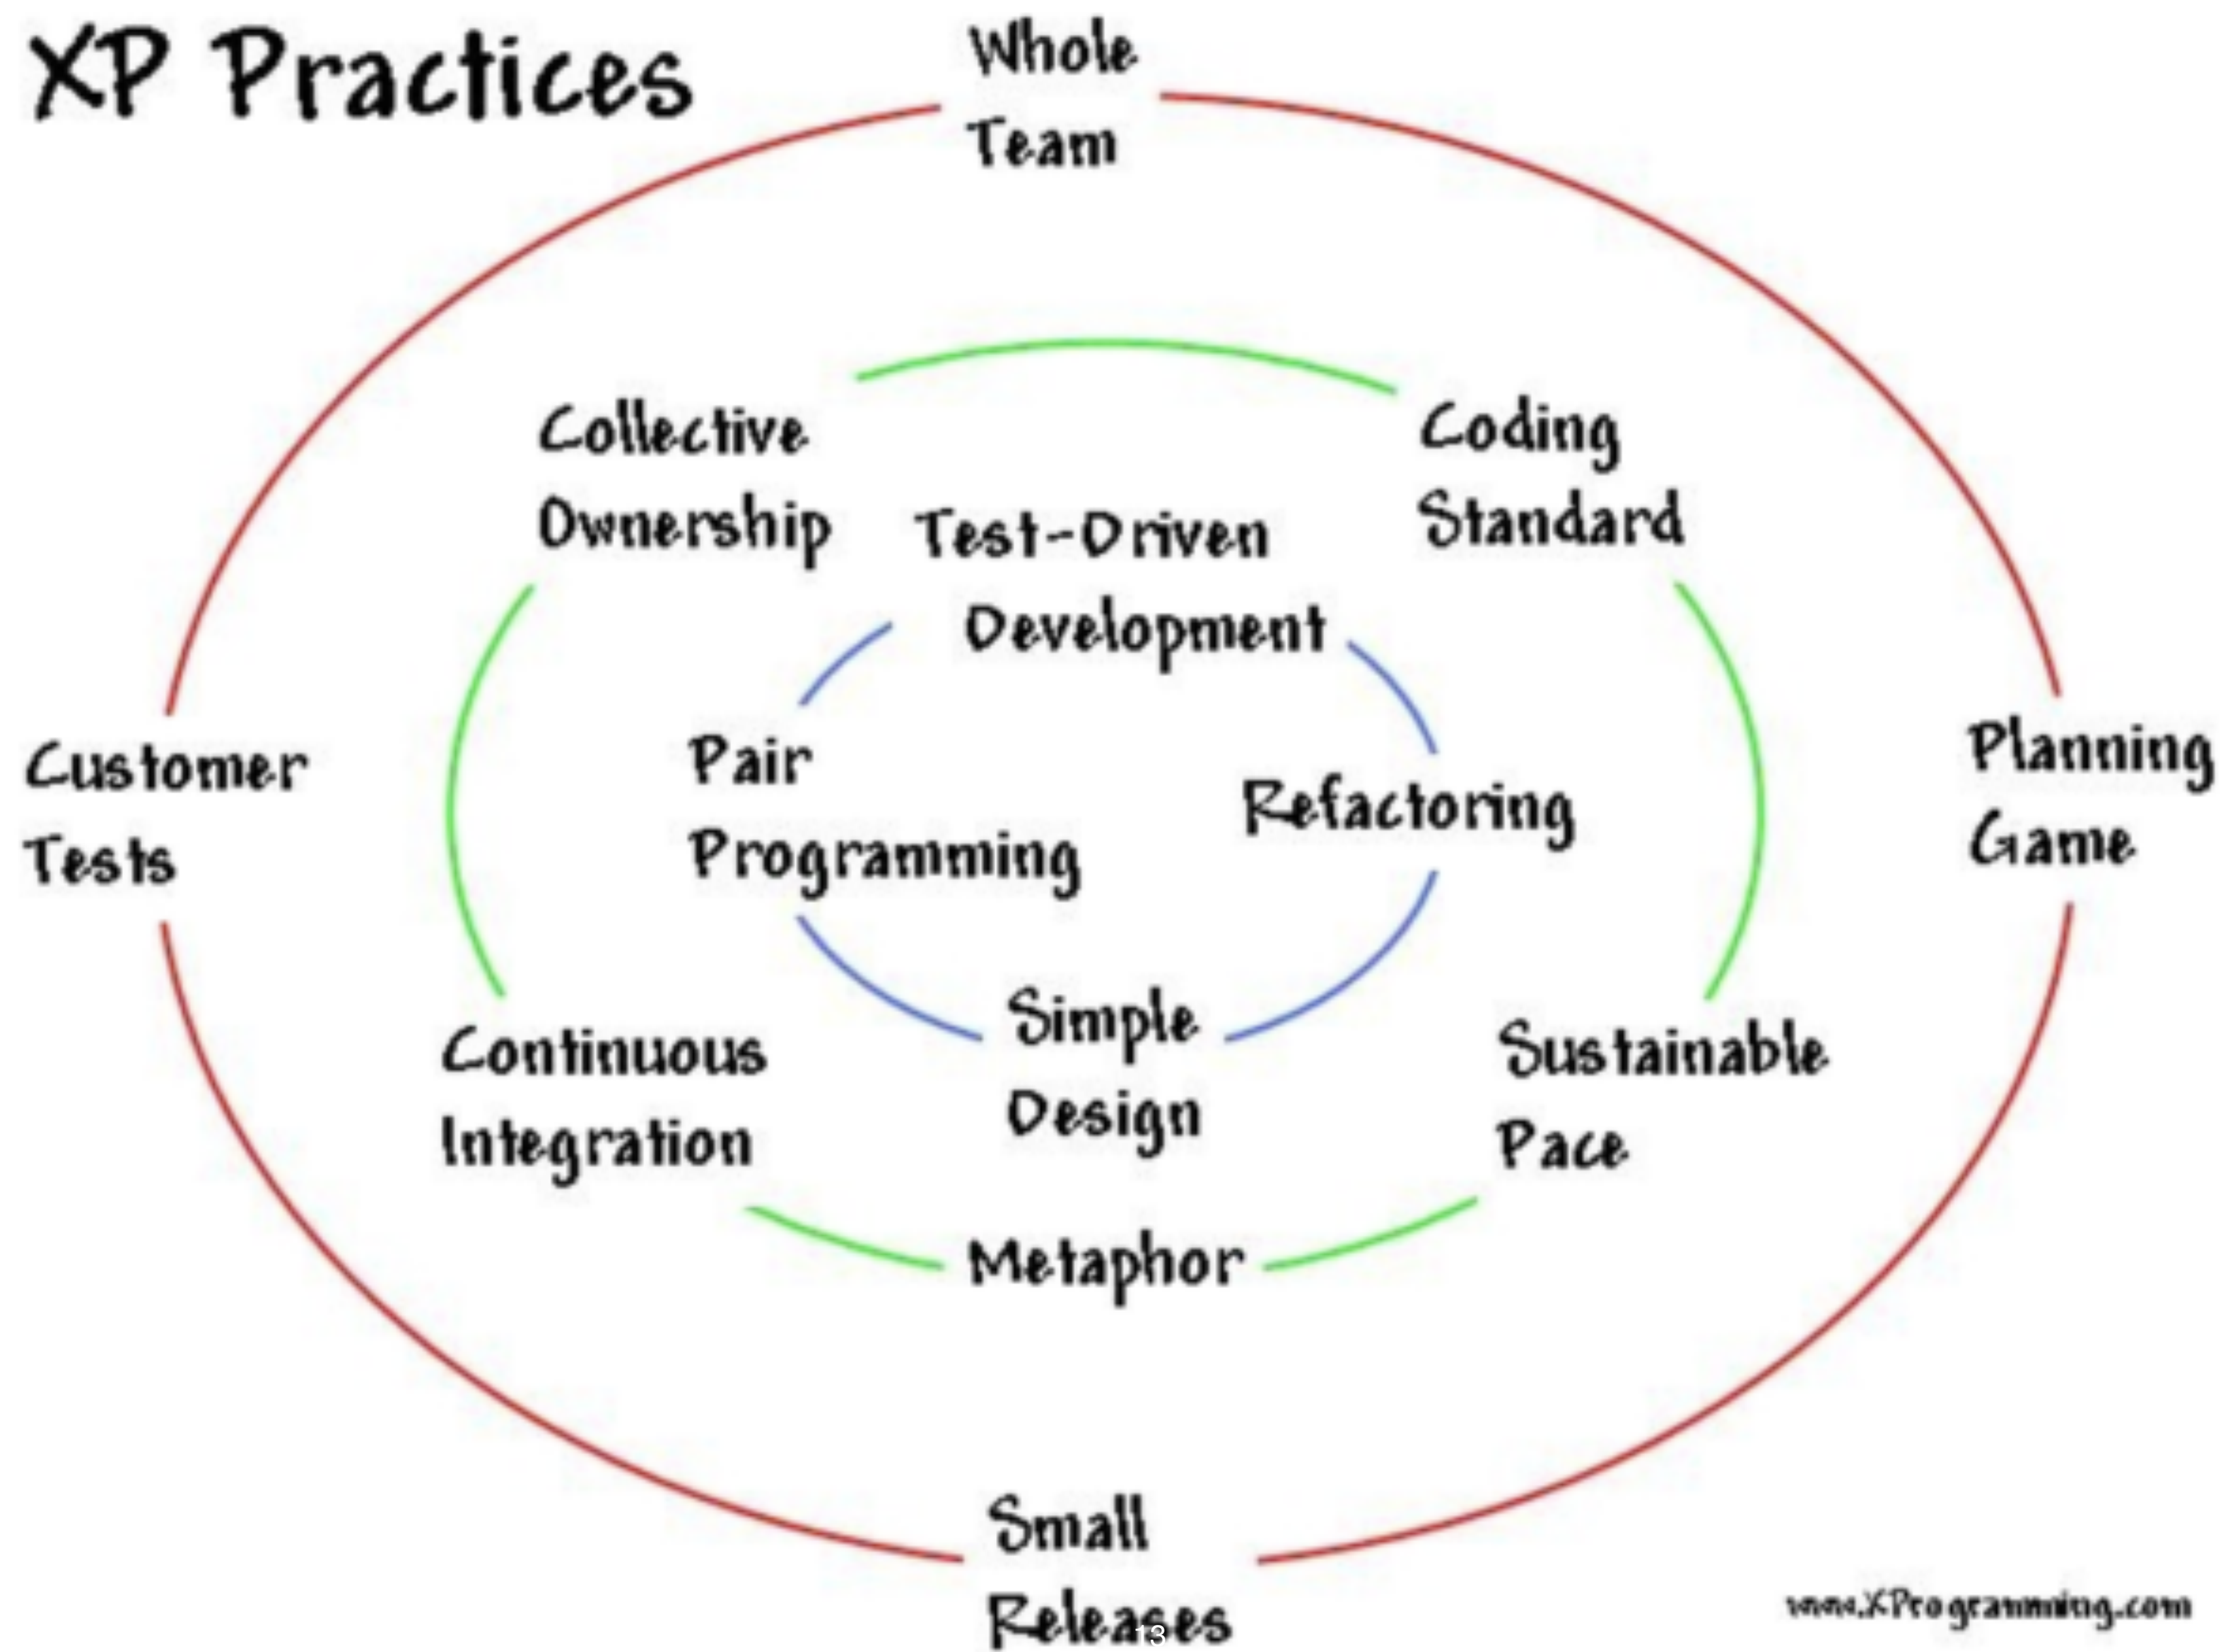 XP Practices
Whole
Team
Collective
Ownership
Coding
Standard
Test-Driven
Development
Customer
Tests
Pair
Programming
Refactoring
Planning
Game
Continuous
Integration
Simple
Design
Sustainable
Pace
Metaphor
Small
Releases
www.XProgramming.com
13